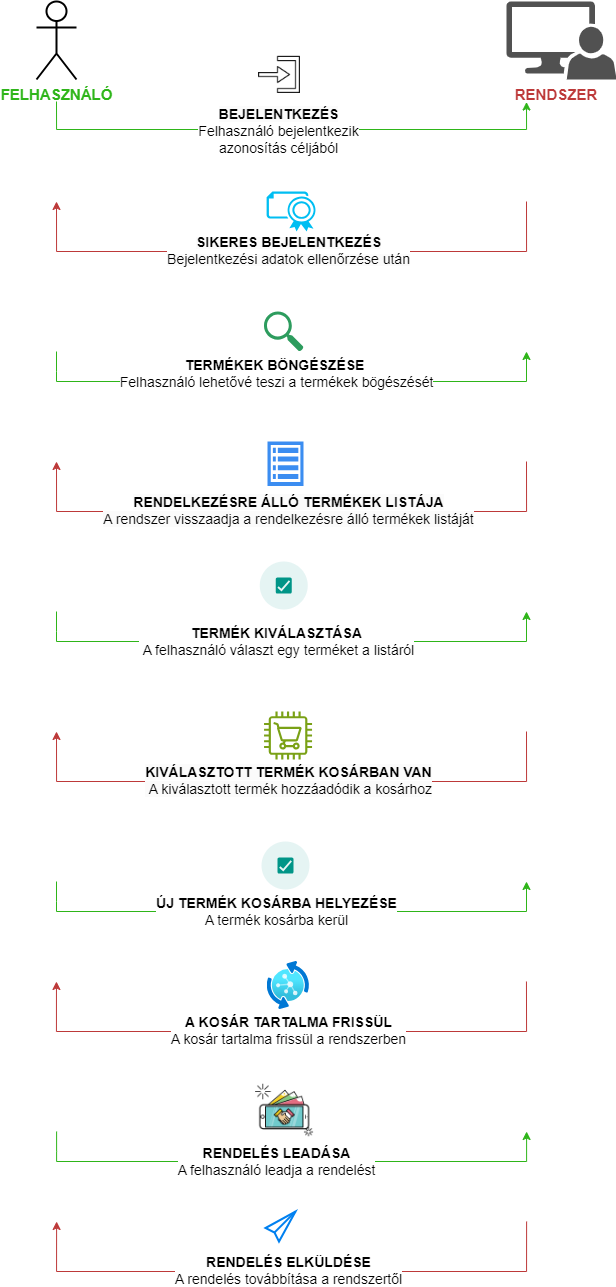 FELHASZNÁLÓ
RENDSZER
BEJELENTKEZÉS
Felhasználó bejelentkezik
azonosítás céljából
SIKERES BEJELENTKEZÉS
Bejelentkezési adatok ellenőrzése után
TERMÉKEK BÖNGÉSZÉSE
Felhasználó lehetővé teszi a termékek bögészését
RENDELKEZÉSRE ÁLLÓ TERMÉKEK LISTÁJA
A rendszer visszaadja a rendelkezésre álló termékek listáját
TERMÉK KIVÁLASZTÁSA
A felhasználó választ egy terméket a listáról
KIVÁLASZTOTT TERMÉK KOSÁRBAN VAN
A kiválasztott termék hozzáadódik a kosárhoz
ÚJ TERMÉK KOSÁRBA HELYEZÉSE
A termék kosárba kerül
A KOSÁR TARTALMA FRISSÜL
A kosár tartalma frissül a rendszerben
RENDELÉS LEADÁSA
A felhasználó leadja a rendelést
RENDELÉS ELKÜLDÉSE
A rendelés továbbítása a rendszertől